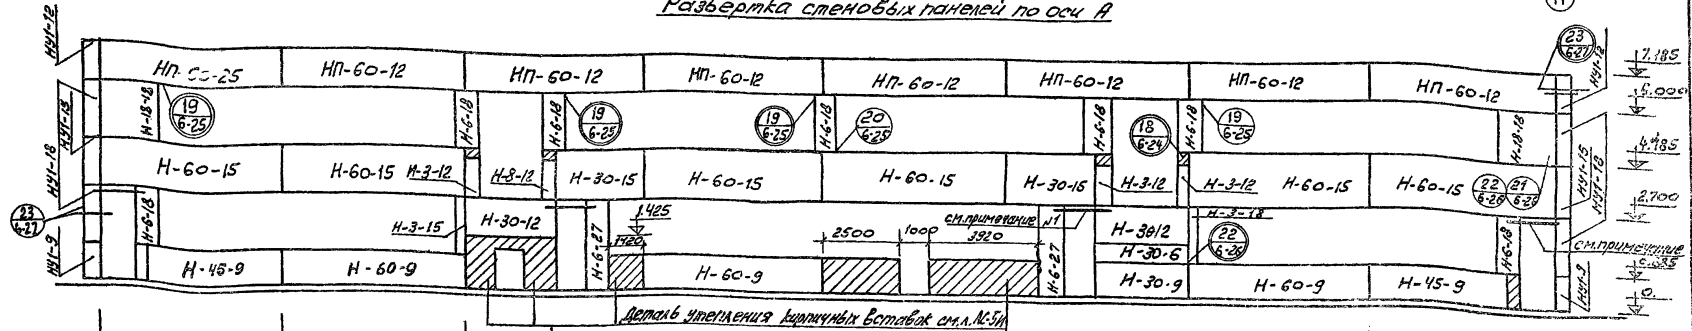 Развертка стеновых панелей по оси А
11
НУ1-12
НУ1-18
НУ1-9
23
6-27
НП-60-25
НП-60-12
НП-60-12
НП-60-12
НП-60-12
НП-60-12
НП-60-12
НП-60-12
23
6-27
НУ1-12
7.185
6.000
Н-18-18
19
6-25
Н-6-18
Н-6-18
19
6-25
19
6-25
Н-6-18
20
6-25
Н-6-18
18
6-24
Н-6-18
19
6-25
Н-18-18
НУ1-15
НУ1-18
4.185
Н-60-15
Н-60-15
Н-3-12
Н-8-12
Н-30-15
Н-60-15
Н-60-15
Н-30-15
Н-3-12
Н-3-12
Н-60-15
Н-60-15
22
6-26
21
6-26
2.700
Н-6-18
Н-3-15
Н-30-12
Н-6-27
1.425
1420
2500
1000
3920
см.примечание
№1
Н-6-27
Н-3012
Н-30-6
Н-3-18
22
6-26
Н-6-18
см.примечание
Н-45-9
Н-60-9
Н-60-9
Н-30-9
Н-60-9
Н-45-9
НУ1-9
0.
Деталь утепления кирпичных вставок см.л.